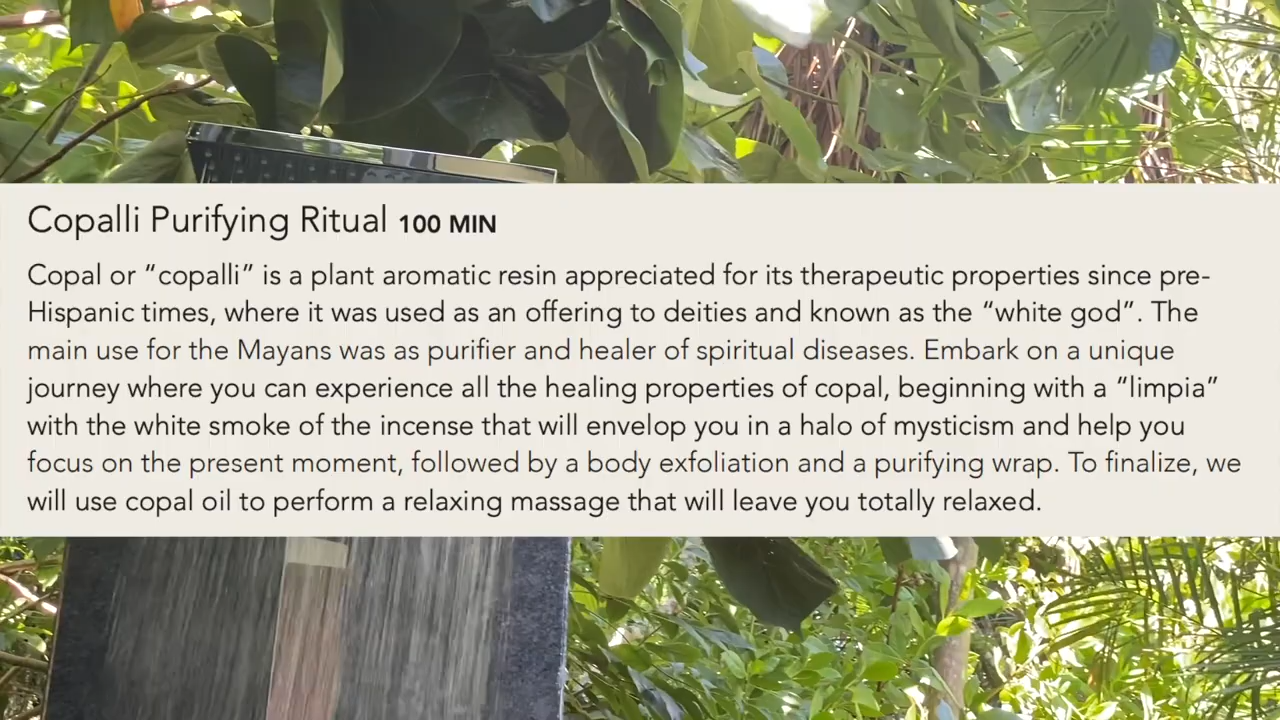 Copalli Purifying Ritual 100 MIN
Copal or “copalli” is a plant aromatic resin appreciated for its therapeutic properties since pre-
Hispanic times, where it was used as an offering to deities and known as the “white god”. The
main use for the Mayans was as purifier and healer of spiritual diseases. Embark on a unique
journey where you can experience all the healing properties of copal, beginning with a “limpia”
with the white smoke of the incense that will envelop you in a halo of mysticism and help you
focus on the present moment, followed by a body exfoliation and a purifying wrap. To finalize, we
will use copal oil to perform a relaxing massage that will leave you totally relaxed.